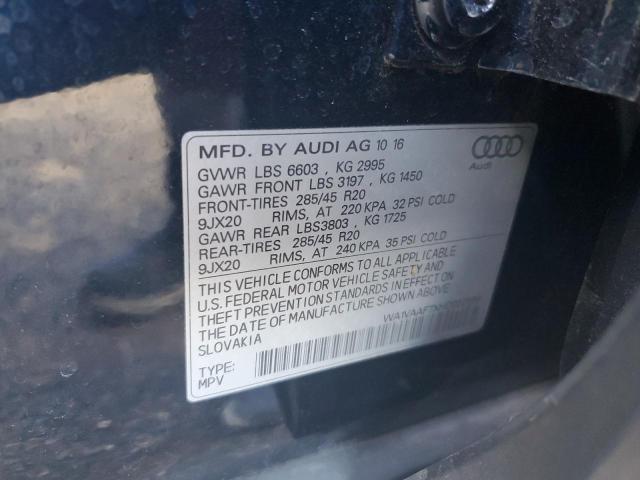 MFD. BY AUDI AG 10 16
Audi
GVWR LBS 6603 , KG 2995
GAWR FRONT LBS 3197 , KG 1450
FRONT-TIRES 285/45 R20
9JX20 RIMS, AT 220 KPA 32 PSI COLD
GAWR REAR LBS3803 , KG 1725
REAR-TIRES 285/45 R20
9JX20 RIMS, AT 240 KPA 35 PSI COLD
THIS VEHICLE CONFORMS TO ALL APPLICABLE
U.S. FEDERAL MOTOR VEHICLE SAFETY AND
THEFT PREVENTION STANDARDS IN EFFECT ON
THE DATE OF MANUFACTURE SHOWN ABOVE
SLOVAKIA
TYPE:
MPV